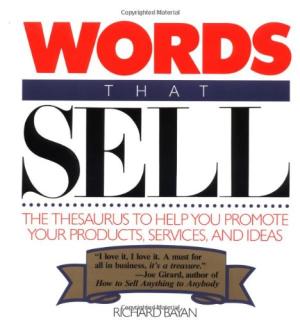 Copyrighted Material
WORDS
THAT
SELL
THE THESAURUS TO HELP YOU PROMOTE
YOUR PRODUCTS, SERVICES, AND IDEAS
"I love it, I love it. A must for
all in business, it's a treasure."
—Joe Girard, author of
How to Sell Anything to Anybody
Copyrighted Material
RICHARD BAYAN